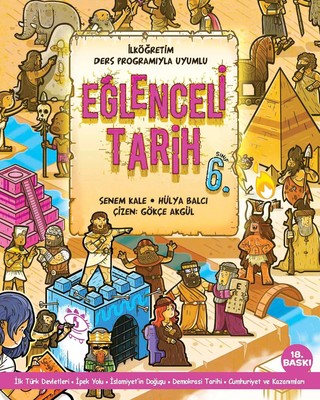 İLKÖĞRETİM
DERS PROGRAMIYLA UYUMLU
EĞLENCELİ
TARİH
SINIF
6.
SENEM KALE • HÜLYA BALCI
ÇİZEN: GÖKÇE AKGÜL
18.
BASKI
İlk Türk Devletleri • İpek Yolu • İslamiyet'in Doğuşu • Demokrasi Tarihi • Cumhuriyet ve Kazanımları